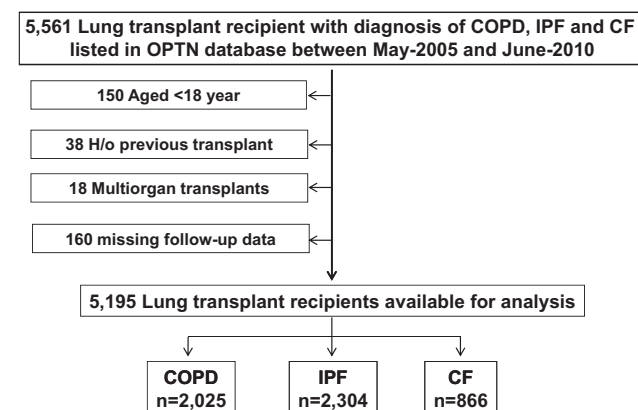 5,561 Lung transplant recipient with diagnosis of COPD, IPF and CF
listed in OPTN database between May-2005 and June-2010
150 Aged <18 year
38 H/o previous transplant
18 Multiorgan transplants
160 missing follow-up data
5,195 Lung transplant recipients available for analysis
COPD
n=2,025
IPF
n=2,304
CF
n=866